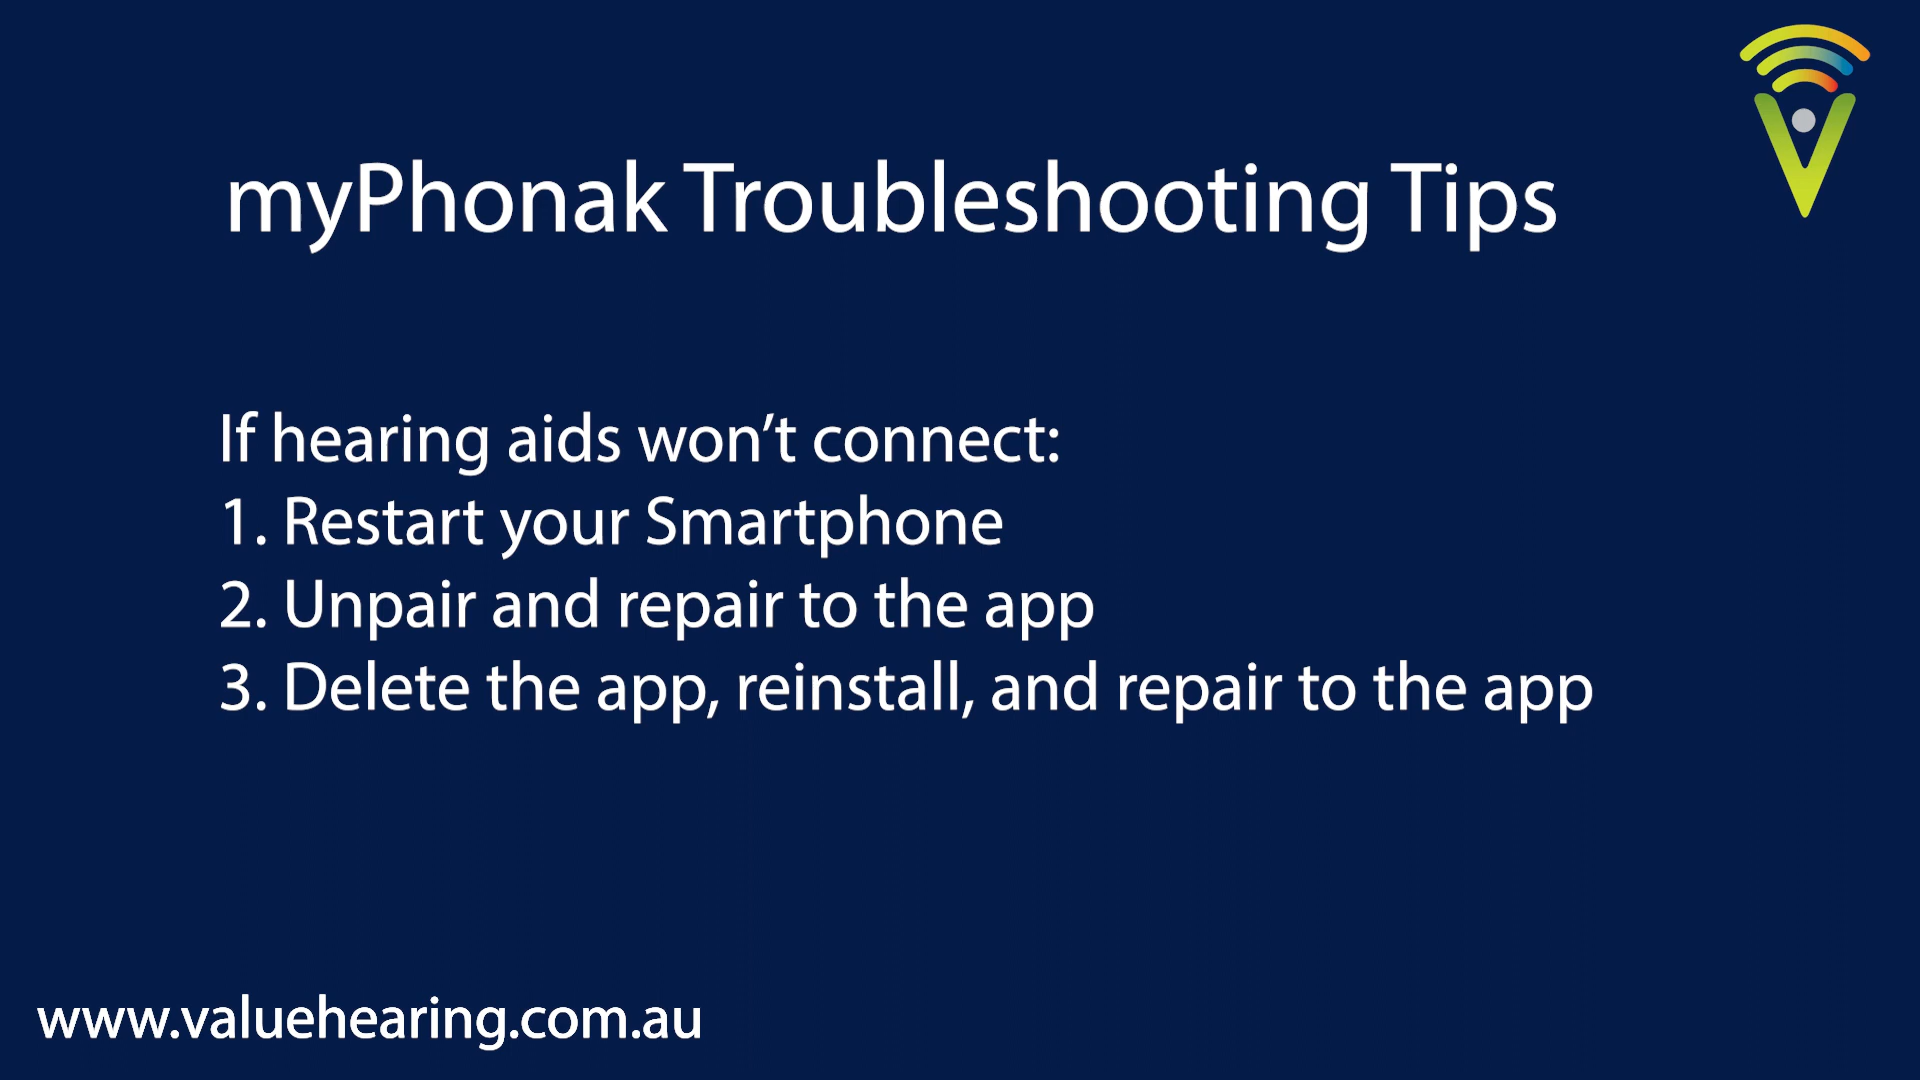 myPhonak Troubleshooting Tips
If hearing aids won’t connect:
1. Restart your Smartphone
2. Unpair and repair to the app
3. Delete the app, reinstall, and repair to the app
www.valuehearing.com.au